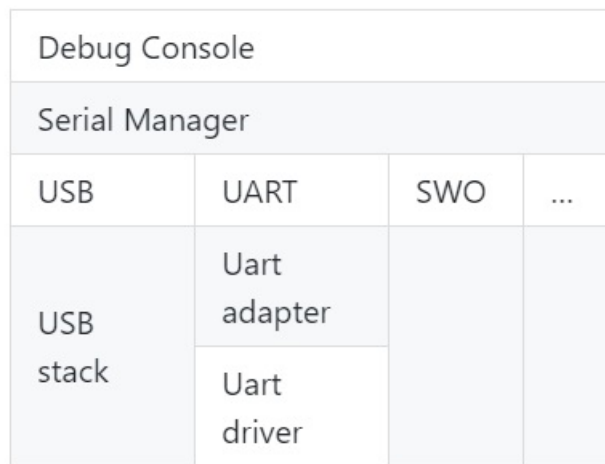 Debug Console
Serial Manager
USB UART SWO ...
Uart
adapter
USB
stack
Uart
driver